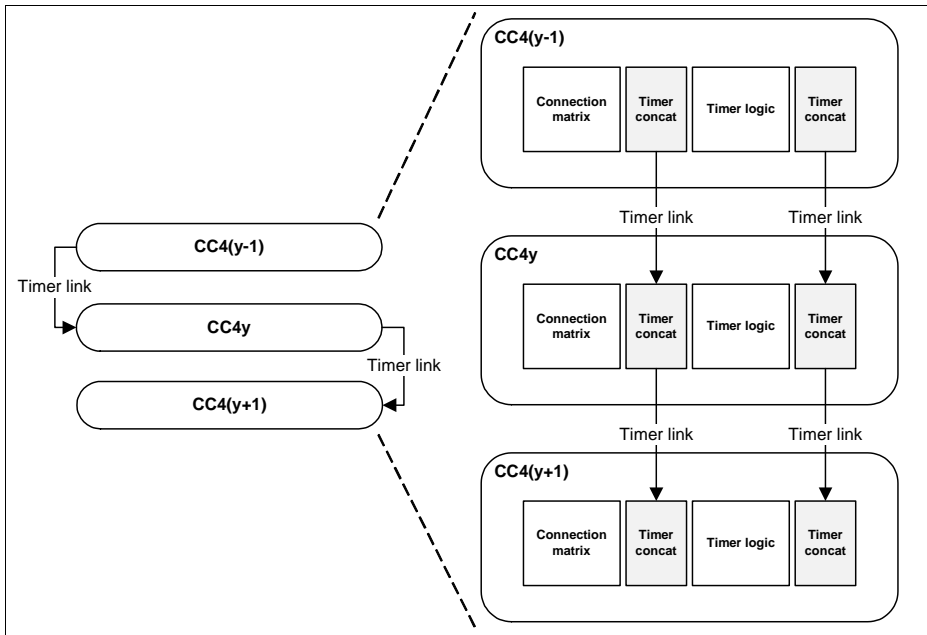 CC4(y-1)
Timer link
CC4y
Timer link
CC4(y+1)
CC4(y-1)
Connection
matrix
Timer
concat
Timer logic
Timer
concat
Timer link
Timer link
CC4y
Connection
matrix
Timer
concat
Timer logic
Timer
concat
Timer link
Timer link
CC4(y+1)
Connection
matrix
Timer
concat
Timer logic
Timer
concat